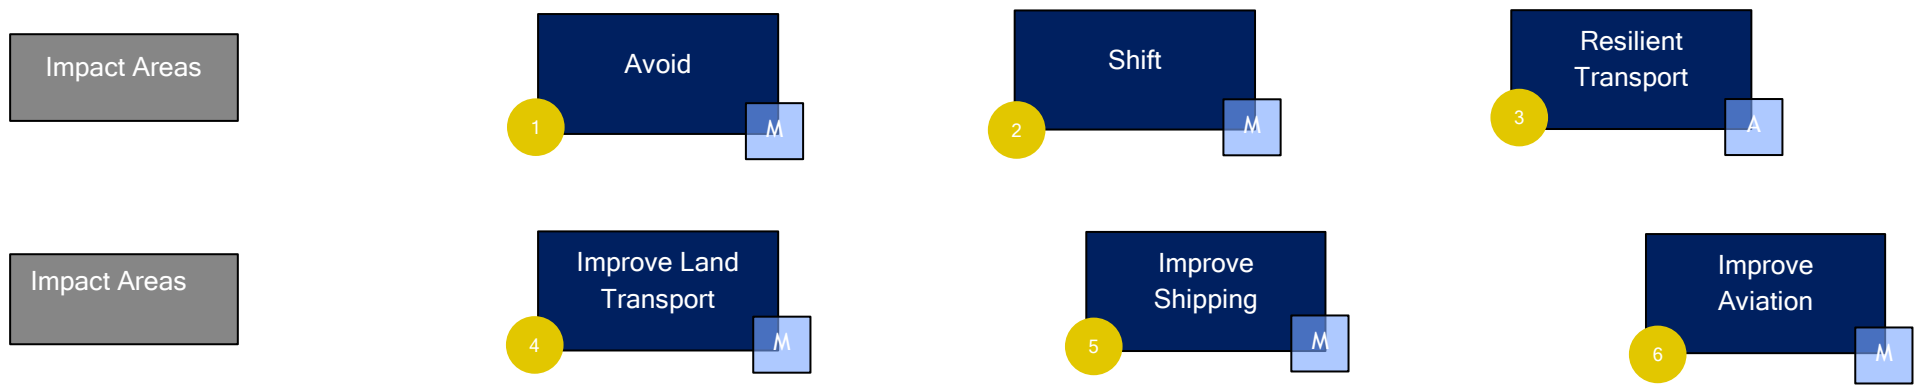 Impact Areas
Avoid
1
M
Shift
2
M
Resilient
Transport
3
A
Impact Areas
Improve Land
Transport
4
M
Improve
Shipping
5
M
Improve
Aviation
6
M